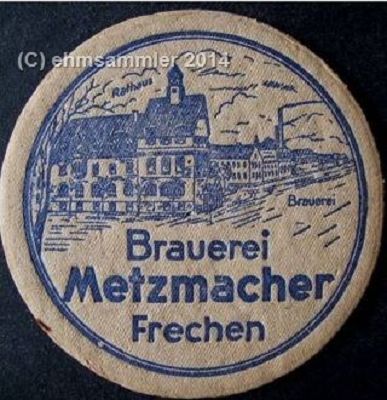 (C) ehmsammler 2014
Rathaus
Brauerei
Brauerei
Metzmacher
Frechen